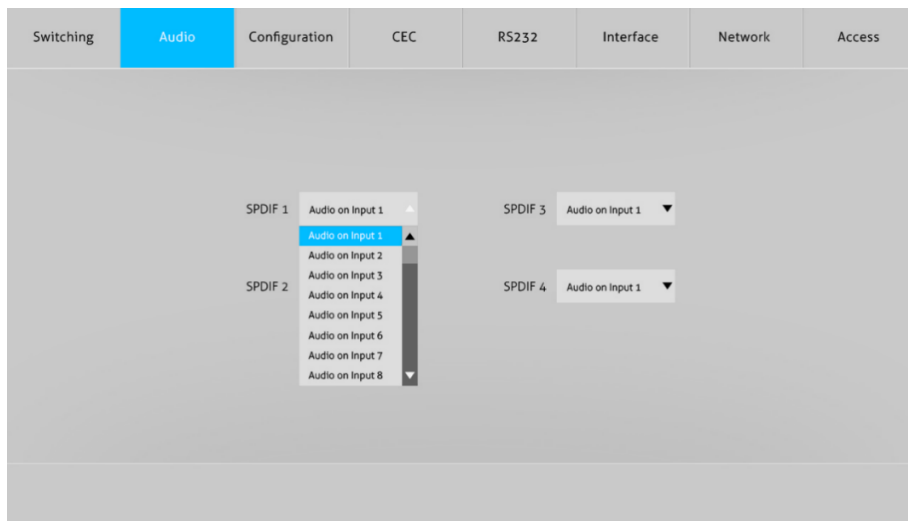 Switching Audio Configuration CEC RS232 Interface Network Access
SPDIF 1 Audio on Input 1 SPDIF 3 Audio on Input 1
Audio on Input 1
Audio on Input 2
Audio on Input 3
SPDIF 2 Audio on Input 4 SPDIF 4 Audio on Input 1
Audio on Input 5
Audio on Input 6
Audio on Input 7
Audio on Input 8